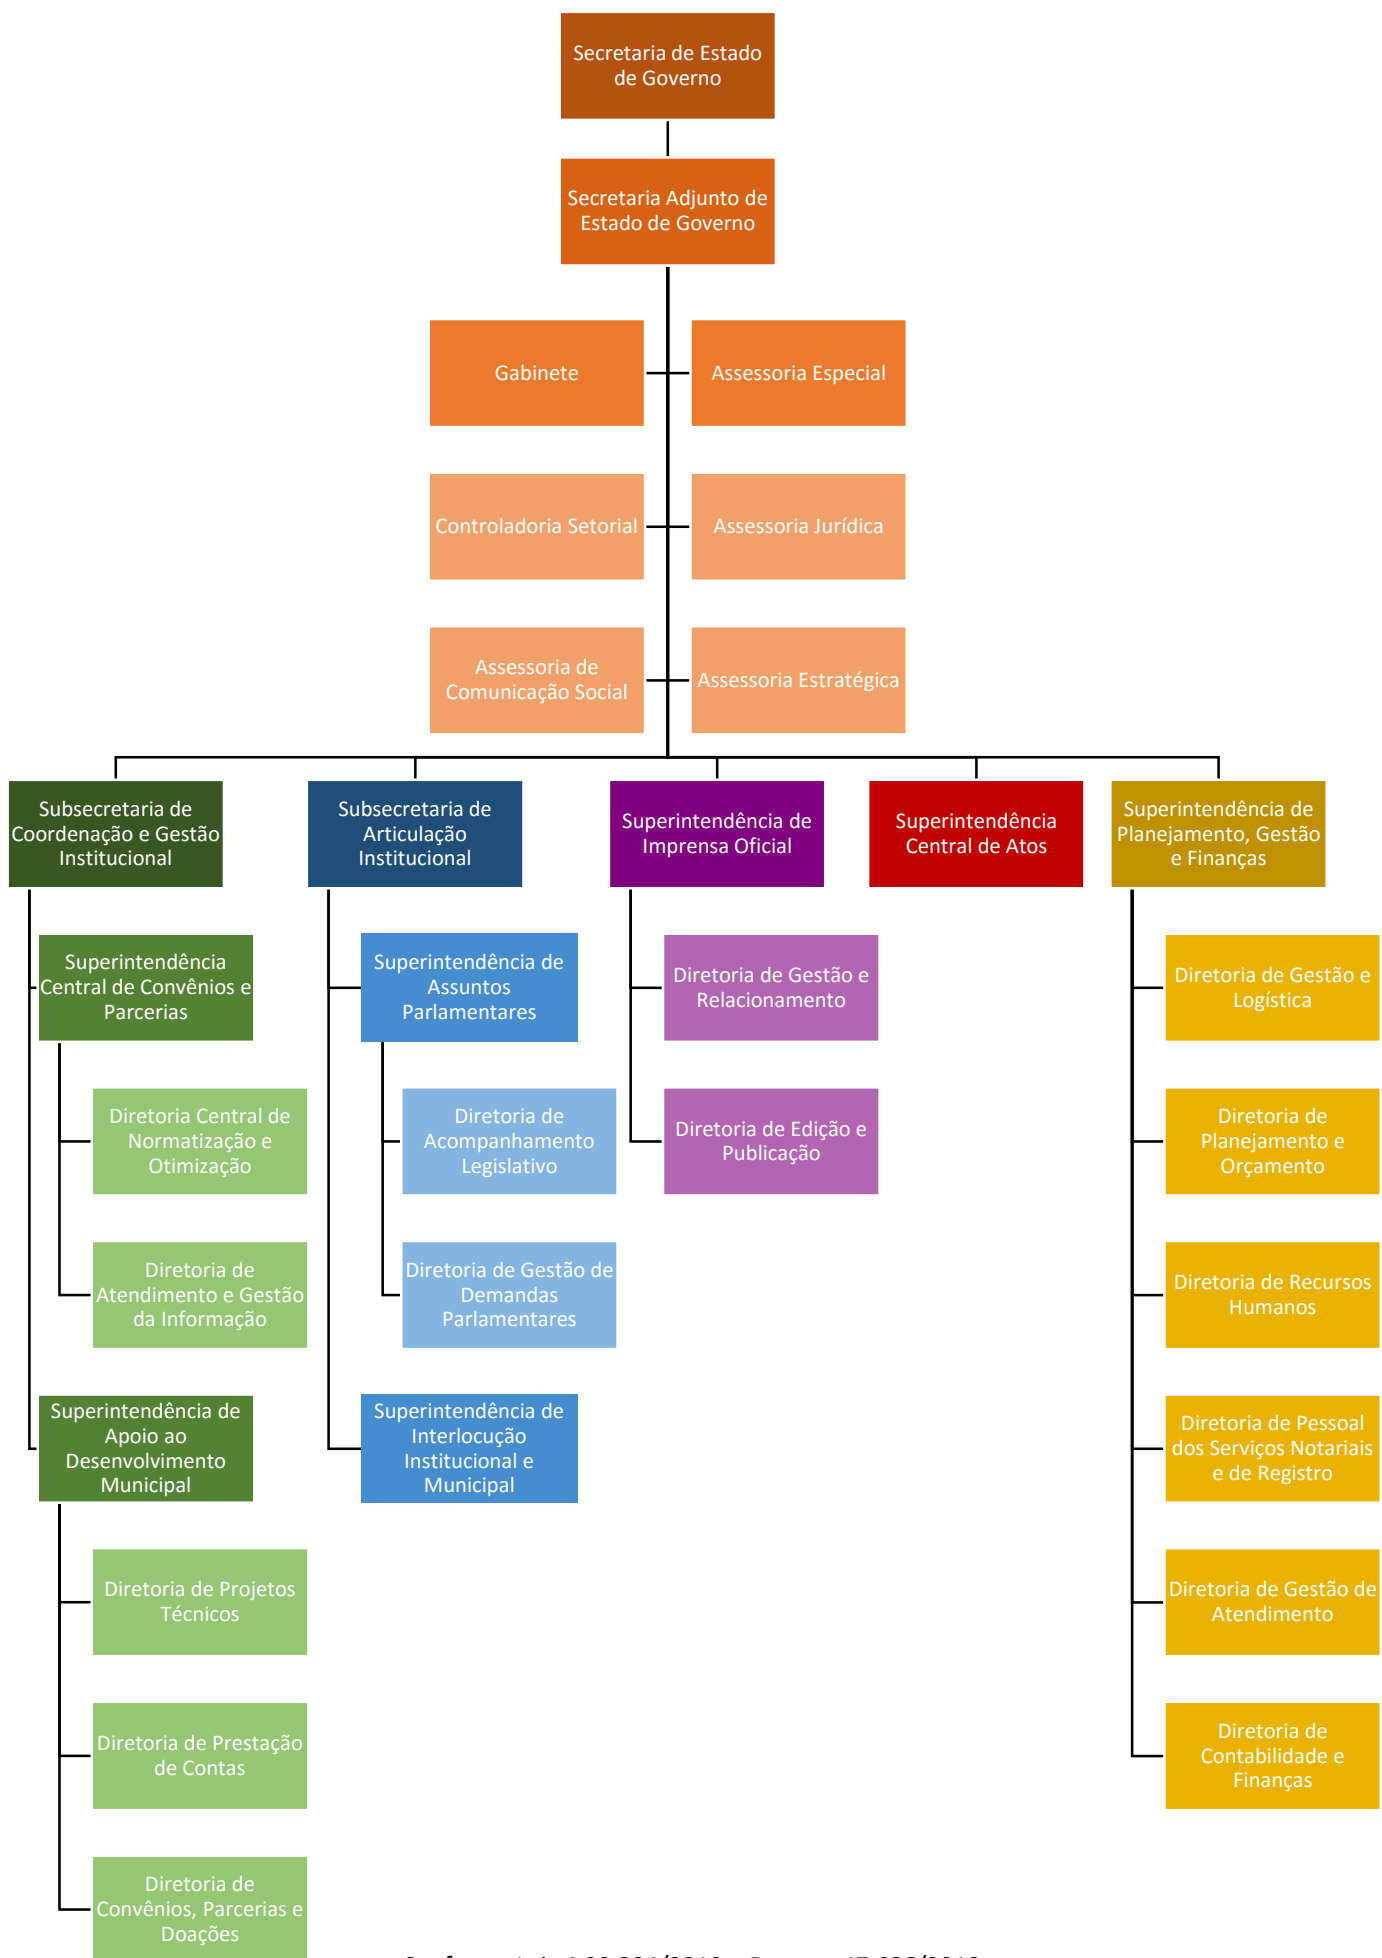 Secretaria de Estado
de Governo
Secretaria Adjunto de
Estado de Governo
Gabinete
Assessoria Especial
Controladoria Setorial
Assessoria Jurídica
Assessoria de
Comunicação Social
Assessoria Estratégica
Subsecretaria de
Coordenação e Gestão
Institucional
Subsecretaria de
Articulação
Institucional
Superintendência de
Imprensa Oficial
Superintendência
Central de Atos
Superintendência de
Planejamento, Gestão
e Finanças
Superintendência
Central de Convênios e
Parcerias
Superintendência de
Assuntos
Parlamentares
Diretoria de Gestão e
Relacionamento
Diretoria de Gestão e
Logística
Diretoria Central de
Normatização e
Otimização
Diretoria de
Acompanhamento
Legislativo
Diretoria de Edição e
Publicação
Diretoria de
Planejamento e
Orçamento
Diretoria de
Atendimento e Gestão
da Informação
Diretoria de Gestão de
Demandas
Parlamentares
Diretoria de Recursos
Humanos
Superintendência de
Apoio ao
Desenvolvimento
Municipal
Superintendência de
Interlocução
Institucional e
Municipal
Diretoria de Pessoal
dos Serviços Notariais
e de Registro
Diretoria de Projetos
Técnicos
Diretoria de Gestão de
Atendimento
Diretoria de Prestação
de Contas
Diretoria de
Contabilidade e
Finanças
Diretoria de
Convênios, Parcerias e
Doações